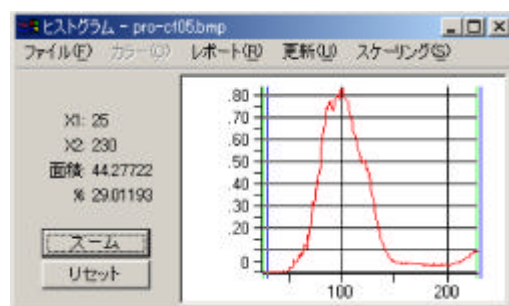 ヒストグラム - pro-cf05.bmp
ファイル(F) カラー(O) レポート(R) 更新(U) スケーリング(S)
X1: 25
X2: 230
面積: 44.27722
%: 29.01193
ズーム
リセット
.80
.70
.60
.50
.40
.30
.20
0
100
200